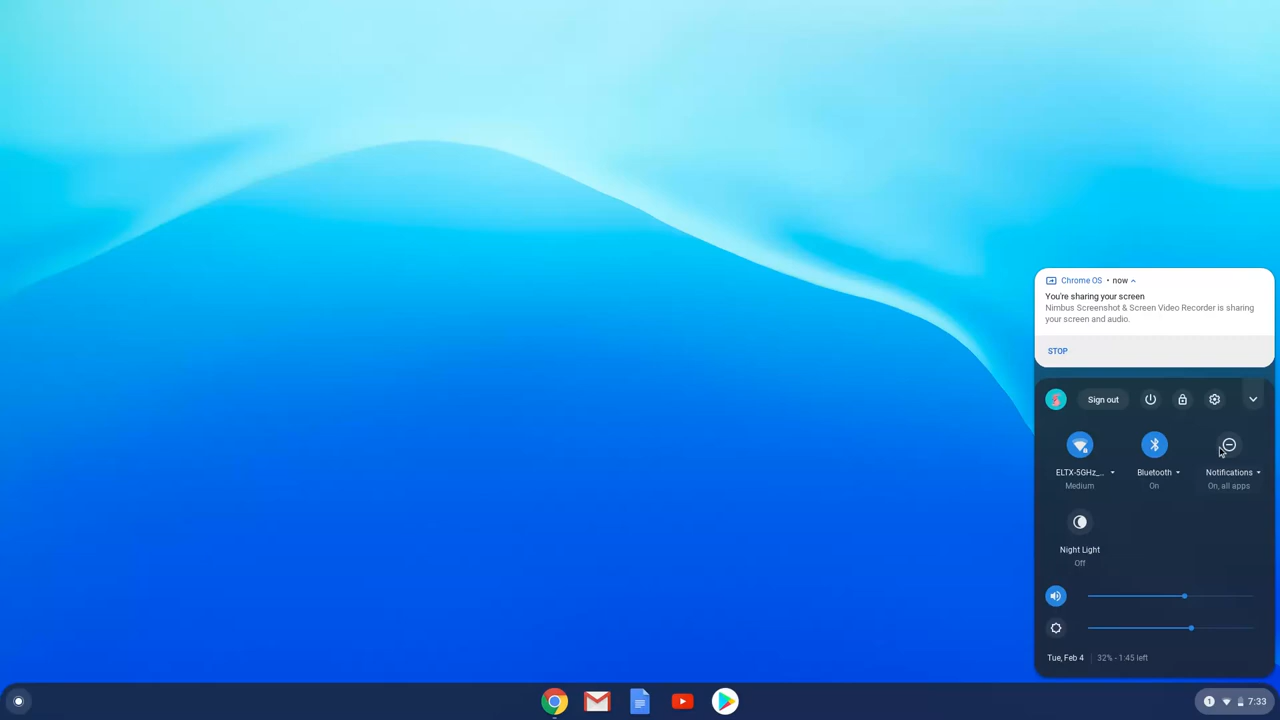 Chrome OS • now
You're sharing your screen
Nimbus Screenshot & Screen Video Recorder is sharing
your screen and audio.
STOP
Sign out
ELTX-5GHz_... Bluetooth Notifications
Medium On On, all apps
Night Light
Off
Tue, Feb 4 32% - 1:45 left
1 7:33